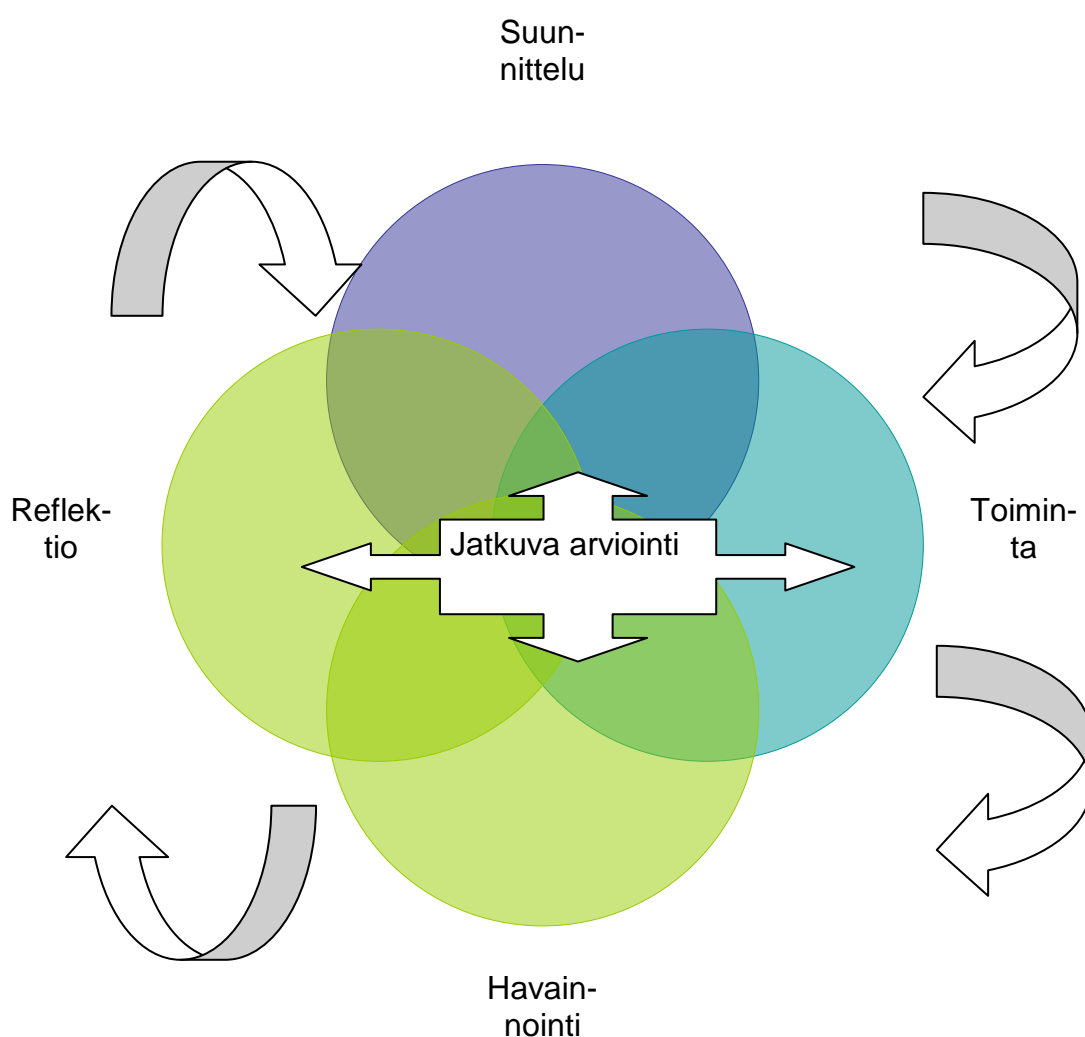 Suun-
nittelu
Reflek-
tio
Jatkuva arviointi
Toimin-
ta
Havain-
nointi